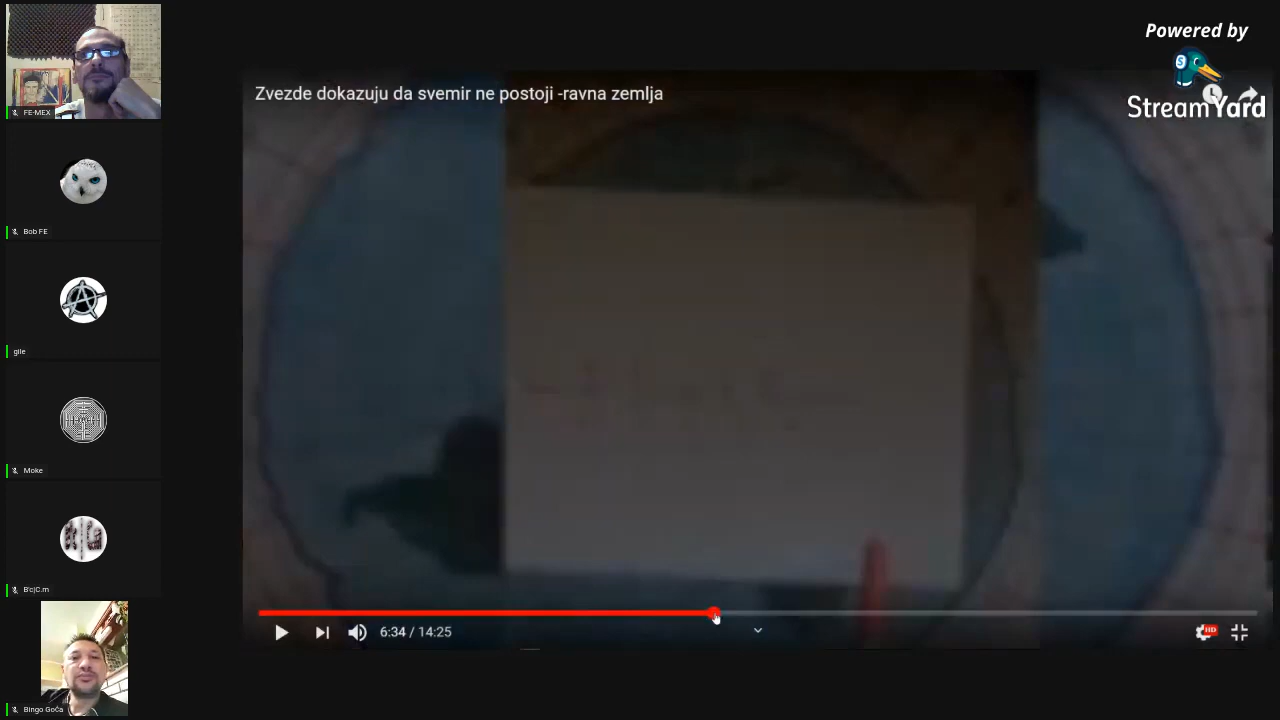 Powered by
StreamYard
Zvezde dokazuju da svemir ne postoji -ravna zemlja
FE-MEX
Bob FE
gile
Moke
B'c|C.m
Bingo Goča
6:34 / 14:25
HD